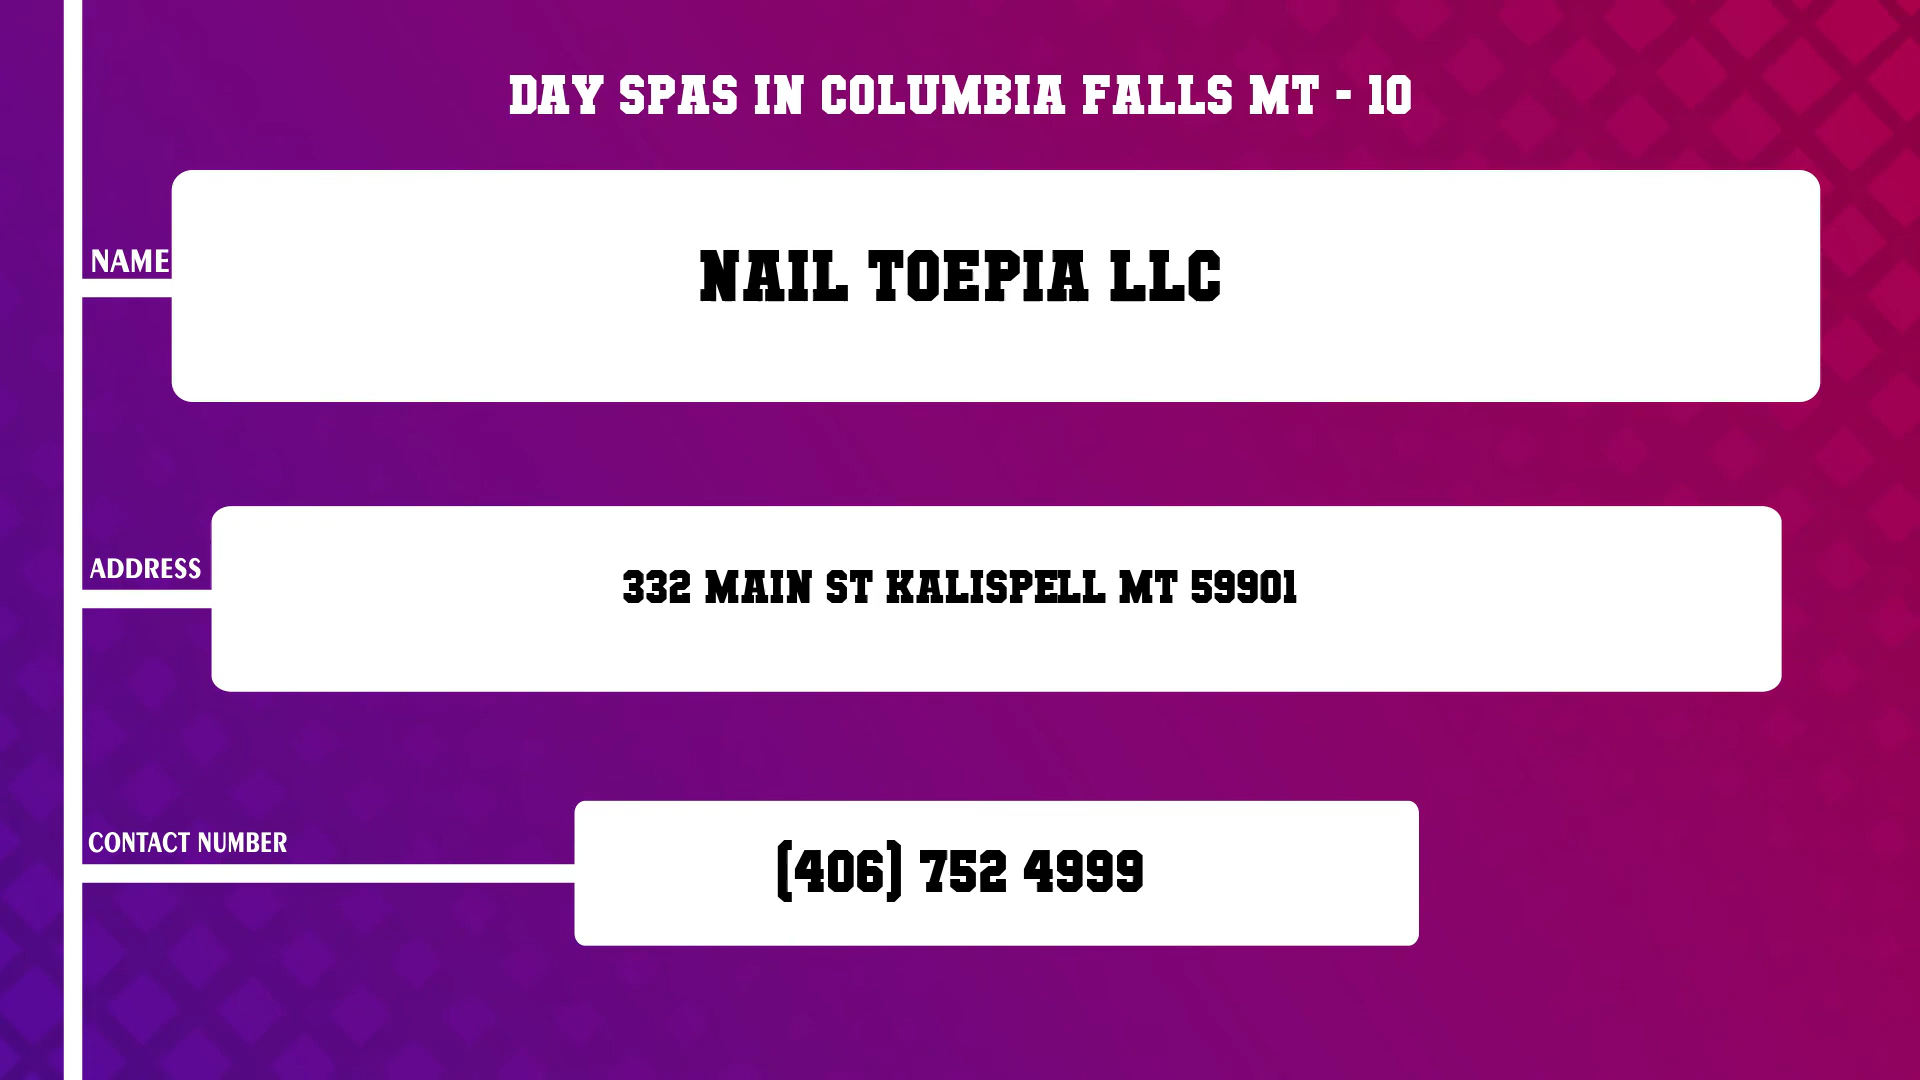 DAY SPAS IN COLUMBIA FALLS MT - 10
NAME
NAIL TOEPIA LLC
ADDRESS
332 MAIN ST KALISPELL MT 59901
CONTACT NUMBER
(406) 752 4999